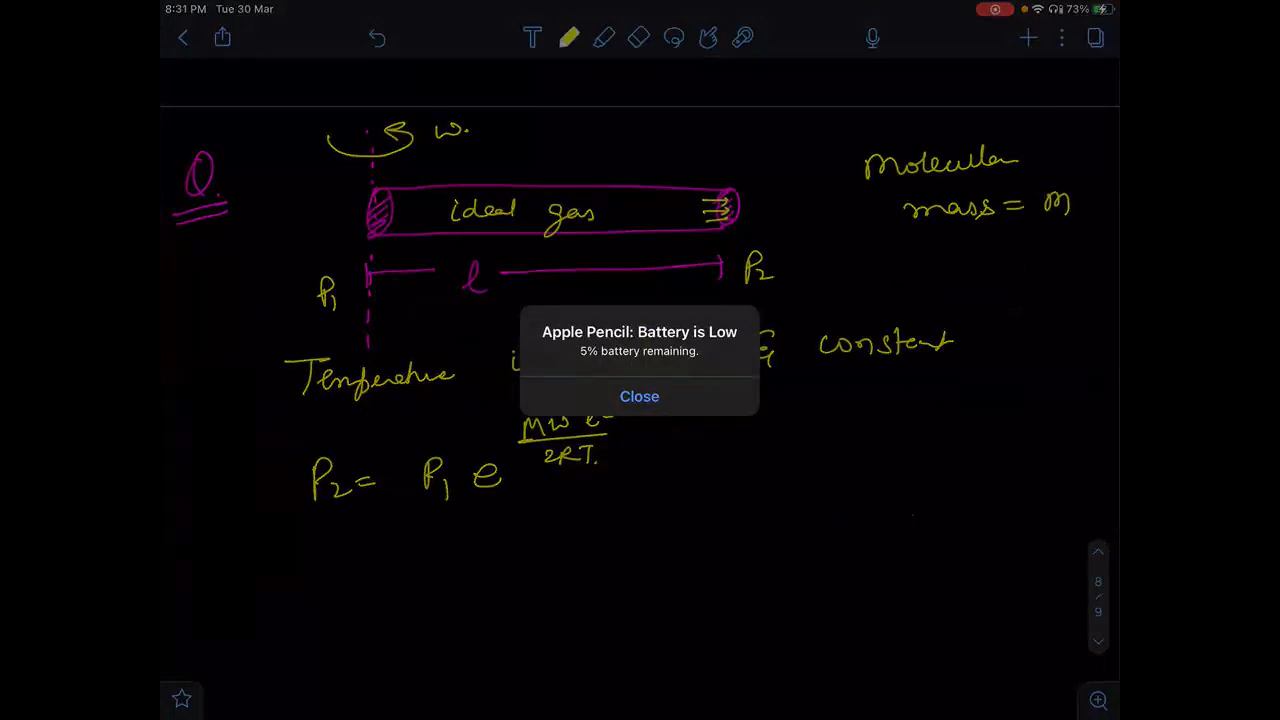 8:31 PM Tue 30 Mar
73%
T
ω.
Q.
Molecular
mass = M
ideal gas
P₁
l
P₂
Apple Pencil: Battery is Low
5% battery remaining.
Close
Temperature
constant
P₂ = P₁ e
2RT.
8
9